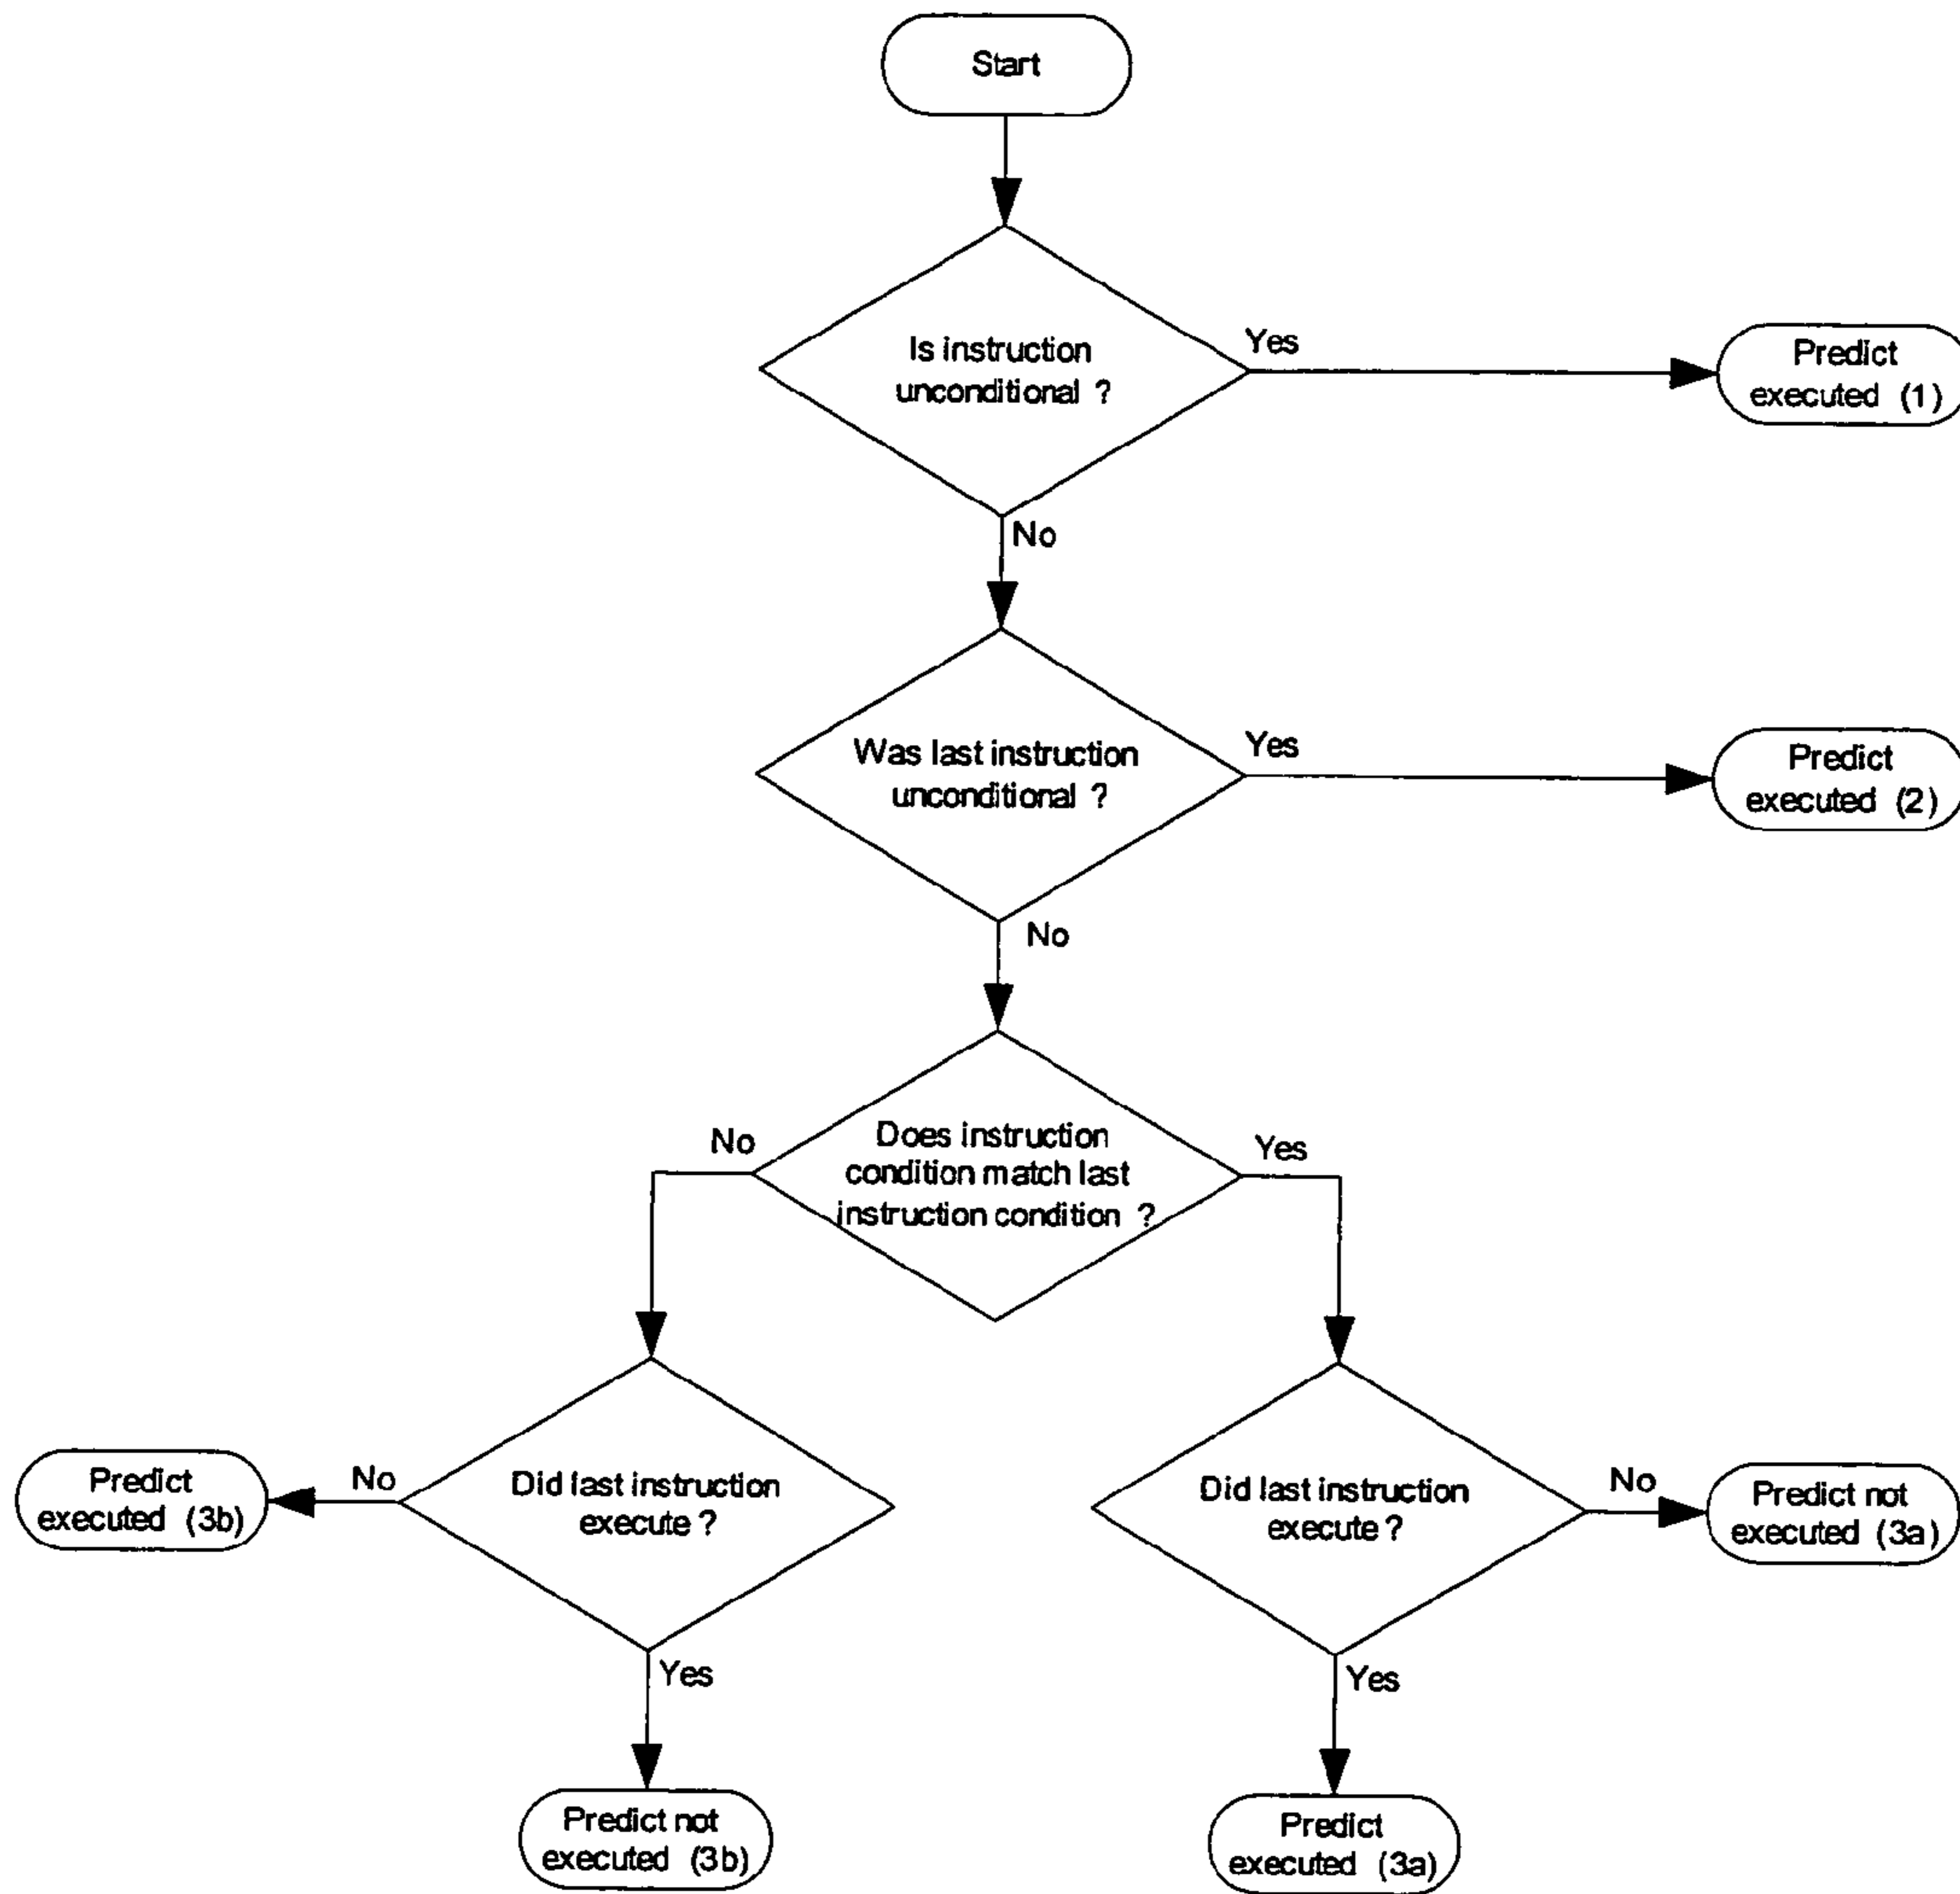 Start
Is instruction
unconditional ?
Yes
Predict
executed (1)
No
Was last instruction
unconditional ?
Yes
Predict
executed (2)
No
Does instruction
condition match last
instruction condition ?
No
Yes
Did last instruction
execute ?
No
Predict
executed (3b)
Yes
Predict not
executed (3b)
Did last instruction
execute ?
No
Predict not
executed (3a)
Yes
Predict
executed (3a)